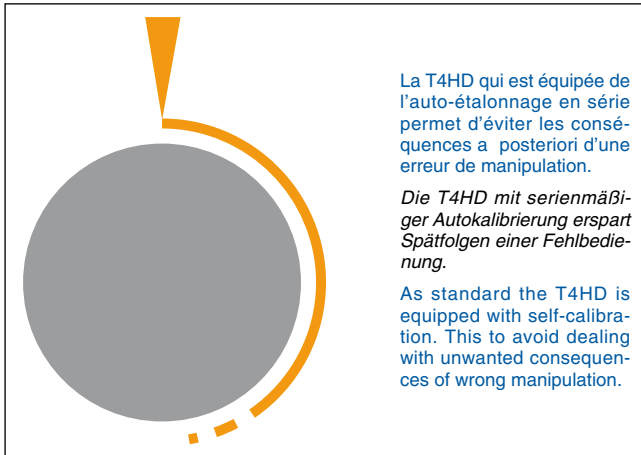 La T4HD qui est équipée de
l'auto-étalonnage en série
permet d'éviter les consé-
quences a posteriori d'une
erreur de manipulation.
Die T4HD mit serienmäßi-
ger Autokalibrierung erspart
Spätfolgen einer Fehlbedie-
nung.
As standard the T4HD is
equipped with self-calibra-
tion. This to avoid dealing
with unwanted consequen-
ces of wrong manipulation.